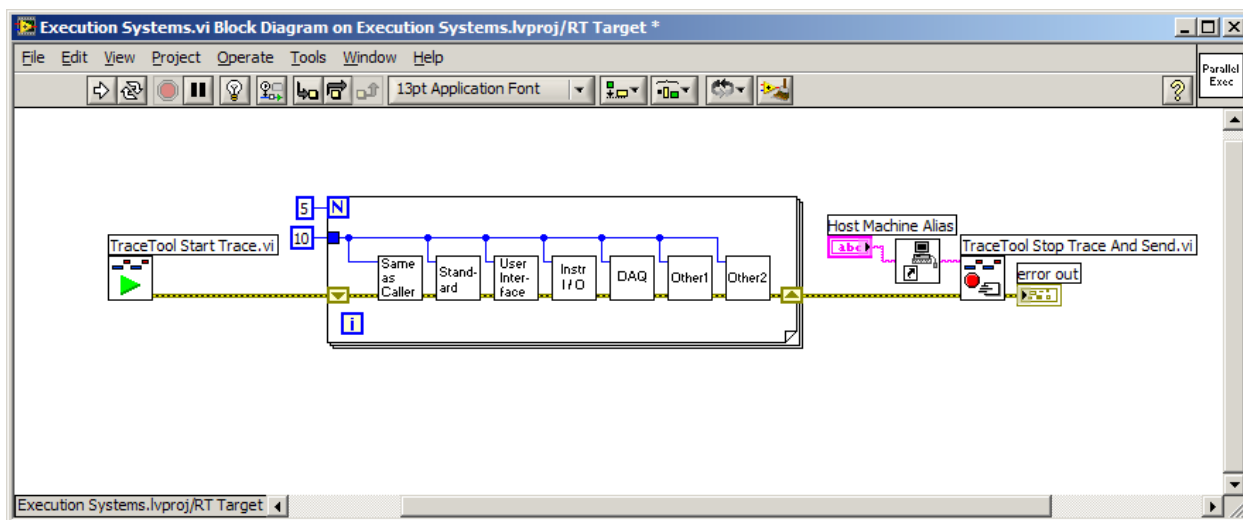 Execution Systems.vi Block Diagram on Execution Systems.lvproj/RT Target *
File Edit View Project Operate Tools Window Help
13pt Application Font
Parallel
Exec
5 N
10
TraceTool Start Trace.vi
Same
as
Caller
Stand-
ard
User
Inter-
face
Instr
I/O
DAQ
Other1
Other2
i
Host Machine Alias
abc
TraceTool Stop Trace And Send.vi
error out
Execution Systems.lvproj/RT Target